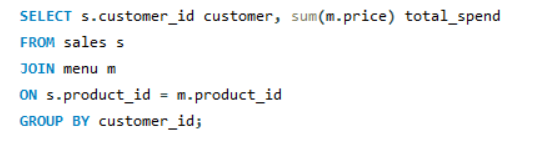 SELECT s.customer_id customer, sum(m.price) total_spend
FROM sales s
JOIN menu m
ON s.product_id = m.product_id
GROUP BY customer_id;